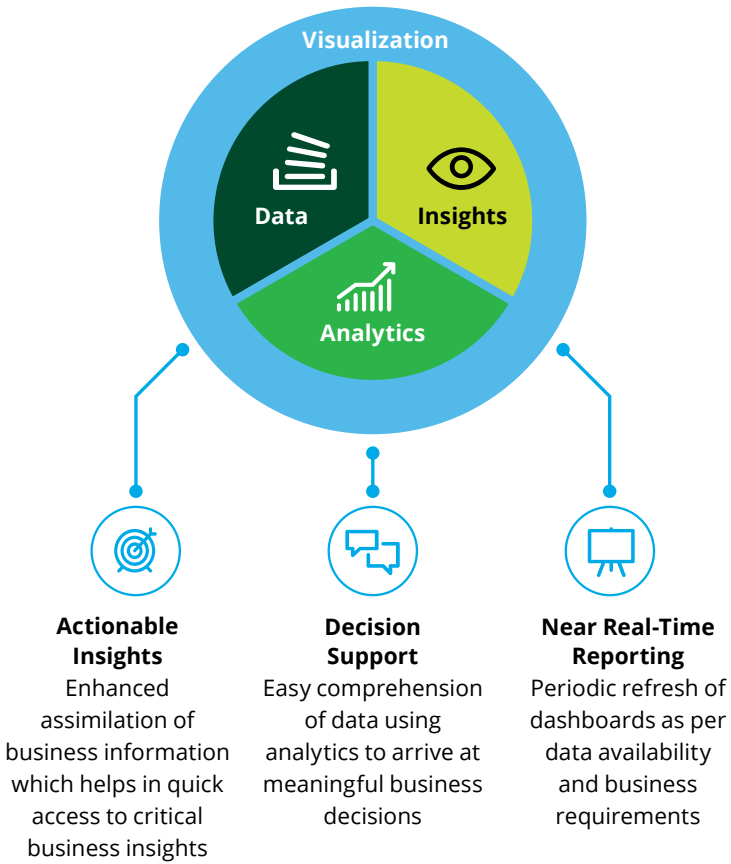 Visualization
Data
Insights
Analytics
Actionable
Insights
Enhanced
assimilation of
business information
which helps in quick
access to critical
business insights
Decision
Support
Easy comprehension
of data using
analytics to arrive at
meaningful business
decisions
Near Real-Time
Reporting
Periodic refresh of
dashboards as per
data availability
and business
requirements